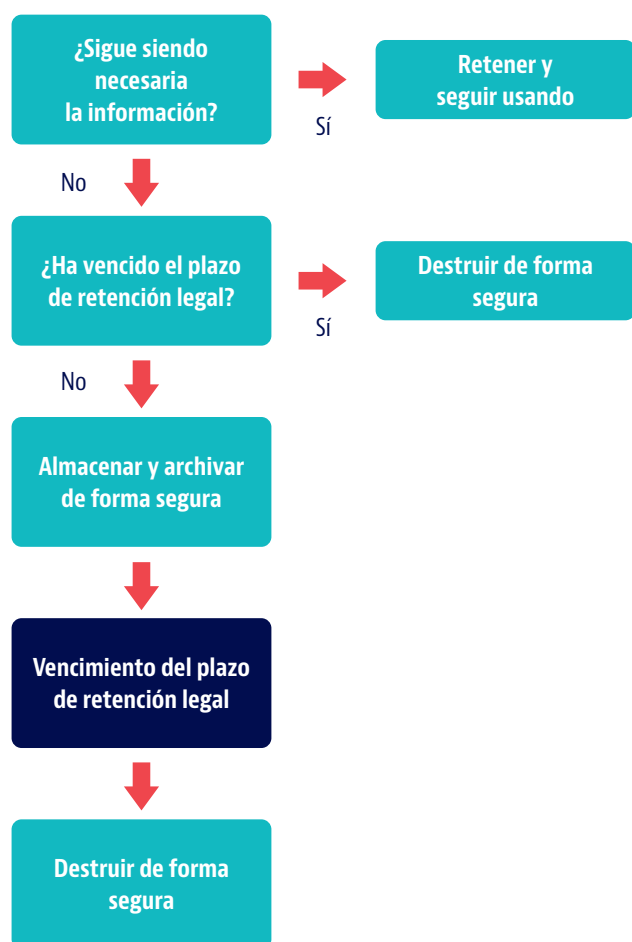 ¿Sigue siendo
necesaria
la información?
Retener y
seguir usando
Sí
No
¿Ha vencido el plazo
de retención legal?
Destruir de forma
segura
Sí
No
Almacenar y archivar
de forma segura
Vencimiento del plazo
de retención legal
Destruir de forma
segura